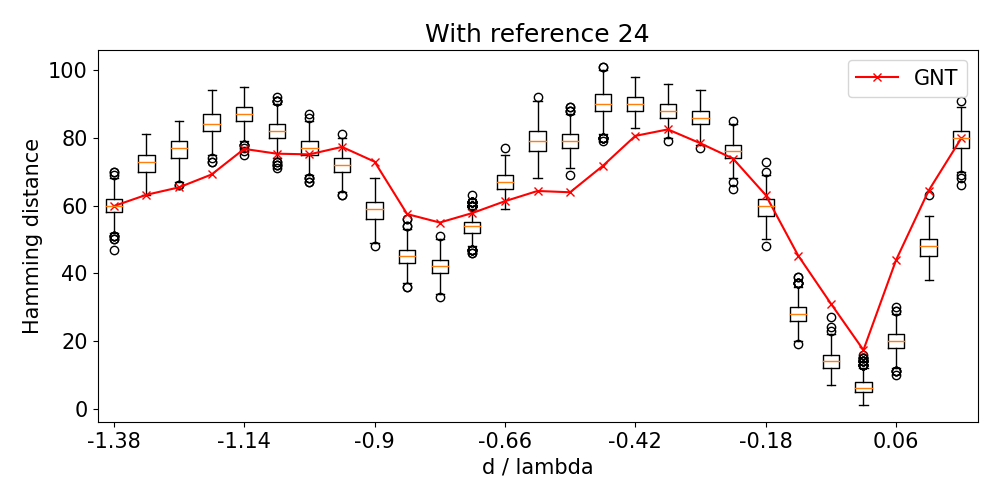 With reference 24
GNT
Hamming distance
100
80
60
40
20
0
-1.38 -1.14 -0.9 -0.66 -0.42 -0.18 0.06
d / lambda